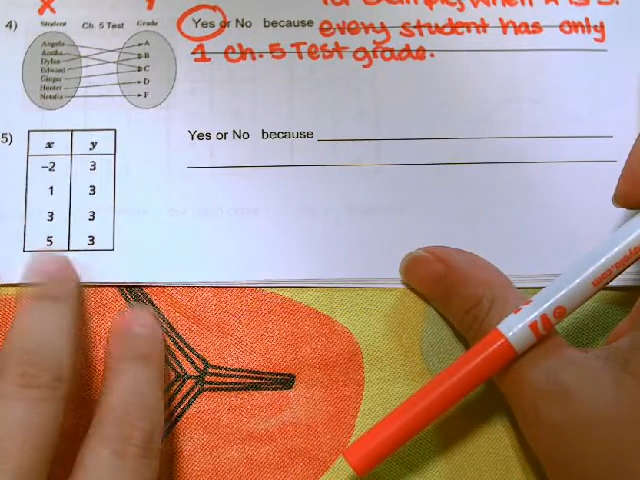 X Y
for example, when x is 3.
4) Student Ch. 5 Test Grade Yes or No because every student has only
1 Ch. 5 Test grade.
Angela A
B
Dylan
Edward C
Ginger D
Hunter
Natalia F
5) x y Yes or No because
-2 3
1 3
3 3
5 3